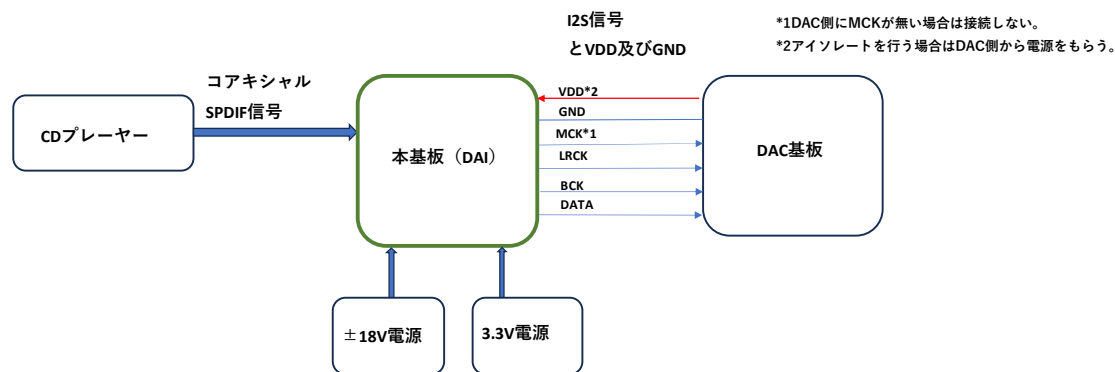 I2S信号
とVDD及びGND
*1DAC側にMCKが無い場合は接続しない。
*2アイソレートを行う場合はDAC側から電源をもらう。
コアキシャル
SPDIF信号
CDプレーヤー
本基板（DAI）
VDD*2
GND
MCK*1
LRCK
BCK
DATA
DAC基板
±18V電源
3.3V電源